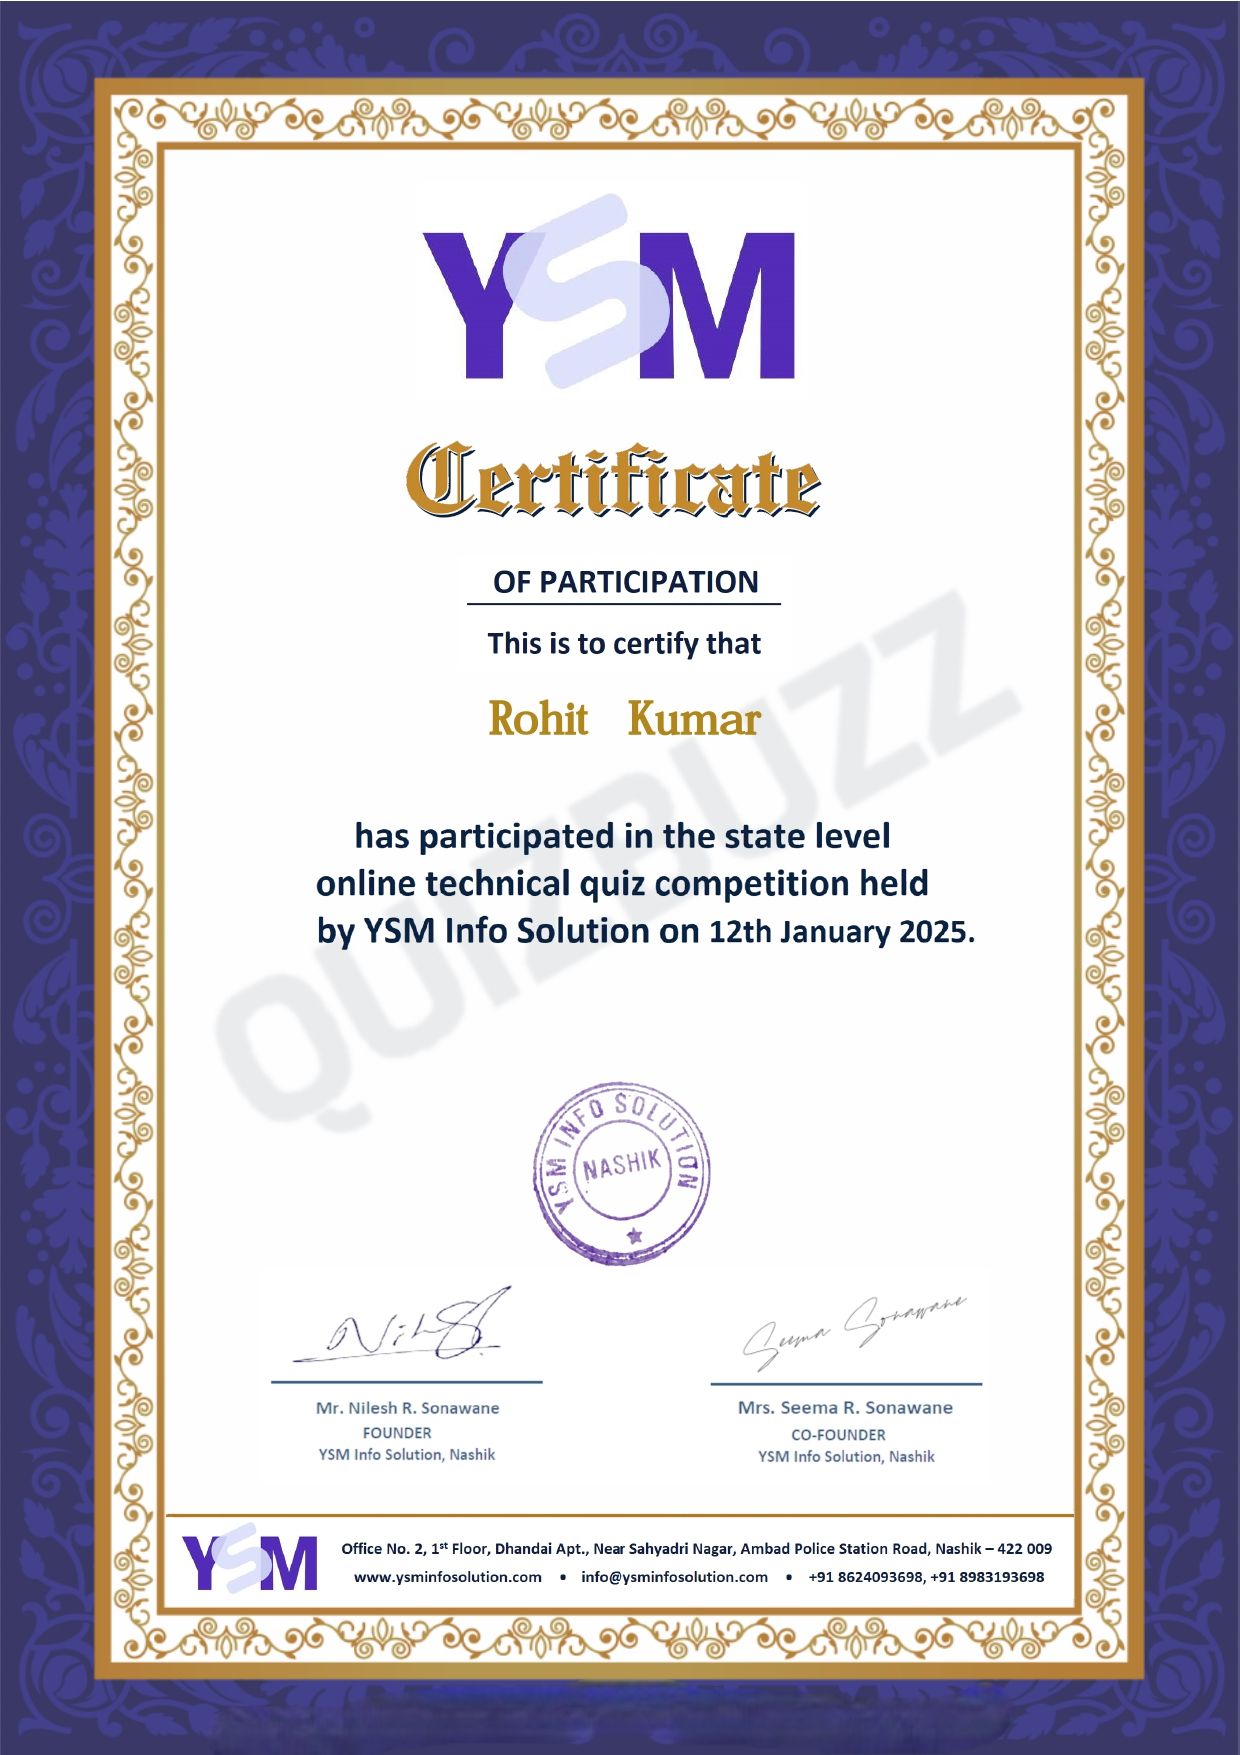 YSM
Certificate
OF PARTICIPATION
This is to certify that
Rohit Kumar
has participated in the state level
online technical quiz competition held
by YSM Info Solution on 12th January 2025.
QUIZBUZZ
YSM INFO SOLUTION
NASHIK
Nilesh
Seema Sonawane
Mr. Nilesh R. Sonawane
FOUNDER
YSM Info Solution, Nashik
Mrs. Seema R. Sonawane
CO-FOUNDER
YSM Info Solution, Nashik
YSM
Office No. 2, 1st Floor, Dhandai Apt., Near Sahyadri Nagar, Ambad Police Station Road, Nashik – 422 009
www.ysminfosolution.com • info@ysminfosolution.com • +91 8624093698, +91 8983193698